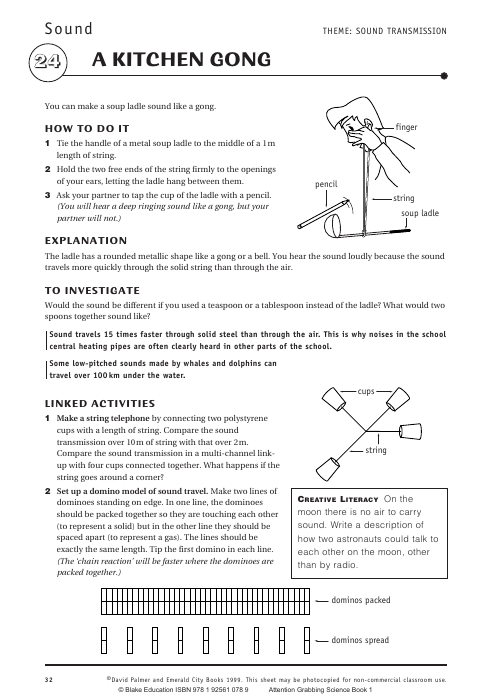 Sound
THEME: SOUND TRANSMISSION
24
A KITCHEN GONG
You can make a soup ladle sound like a gong.
HOW TO DO IT
1 Tie the handle of a metal soup ladle to the middle of a 1 m
length of string.
2 Hold the two free ends of the string firmly to the openings
of your ears, letting the ladle hang between them.
3 Ask your partner to tap the cup of the ladle with a pencil.
(You will hear a deep ringing sound like a gong, but your
partner will not.)
finger
pencil
string
soup ladle
EXPLANATION
The ladle has a rounded metallic shape like a gong or a bell. You hear the sound loudly because the sound
travels more quickly through the solid string than through the air.
TO INVESTIGATE
Would the sound be different if you used a teaspoon or a tablespoon instead of the ladle? What would two
spoons together sound like?
Sound travels 15 times faster through solid steel than through the air. This is why noises in the school
central heating pipes are often clearly heard in other parts of the school.
Some low-pitched sounds made by whales and dolphins can
travel over 100 km under the water.
LINKED ACTIVITIES
1 Make a string telephone by connecting two polystyrene
cups with a length of string. Compare the sound
transmission over 10 m of string with that over 2 m.
Compare the sound transmission in a multi-channel link-
up with four cups connected together. What happens if the
string goes around a corner?
2 Set up a domino model of sound travel. Make two lines of
dominoes standing on edge. In one line, the dominoes
should be packed together so they are touching each other
(to represent a solid) but in the other line they should be
spaced apart (to represent a gas). The lines should be
exactly the same length. Tip the first domino in each line.
(The 'chain reaction' will be faster where the dominoes are
packed together.)
cups
string
CREATIVE LITERACY On the
moon there is no air to carry
sound. Write a description of
how two astronauts could talk to
each other on the moon, other
than by radio.
dominos packed
dominos spread
32
©David Palmer and Emerald City Books 1999. This sheet may be photocopied for non-commercial classroom use.
© Blake Education ISBN 978 1 92561 078 9 Attention Grabbing Science Book 1